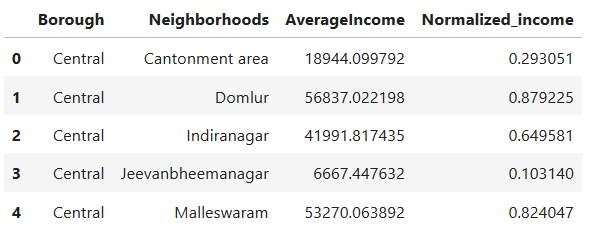 Borough Neighborhoods AverageIncome Normalized_income
0 Central Cantonment area 18944.099792 0.293051
1 Central Domlur 56837.022198 0.879225
2 Central Indiranagar 41991.817435 0.649581
3 Central Jeevanbheemanagar 6667.447632 0.103140
4 Central Malleswaram 53270.063892 0.824047